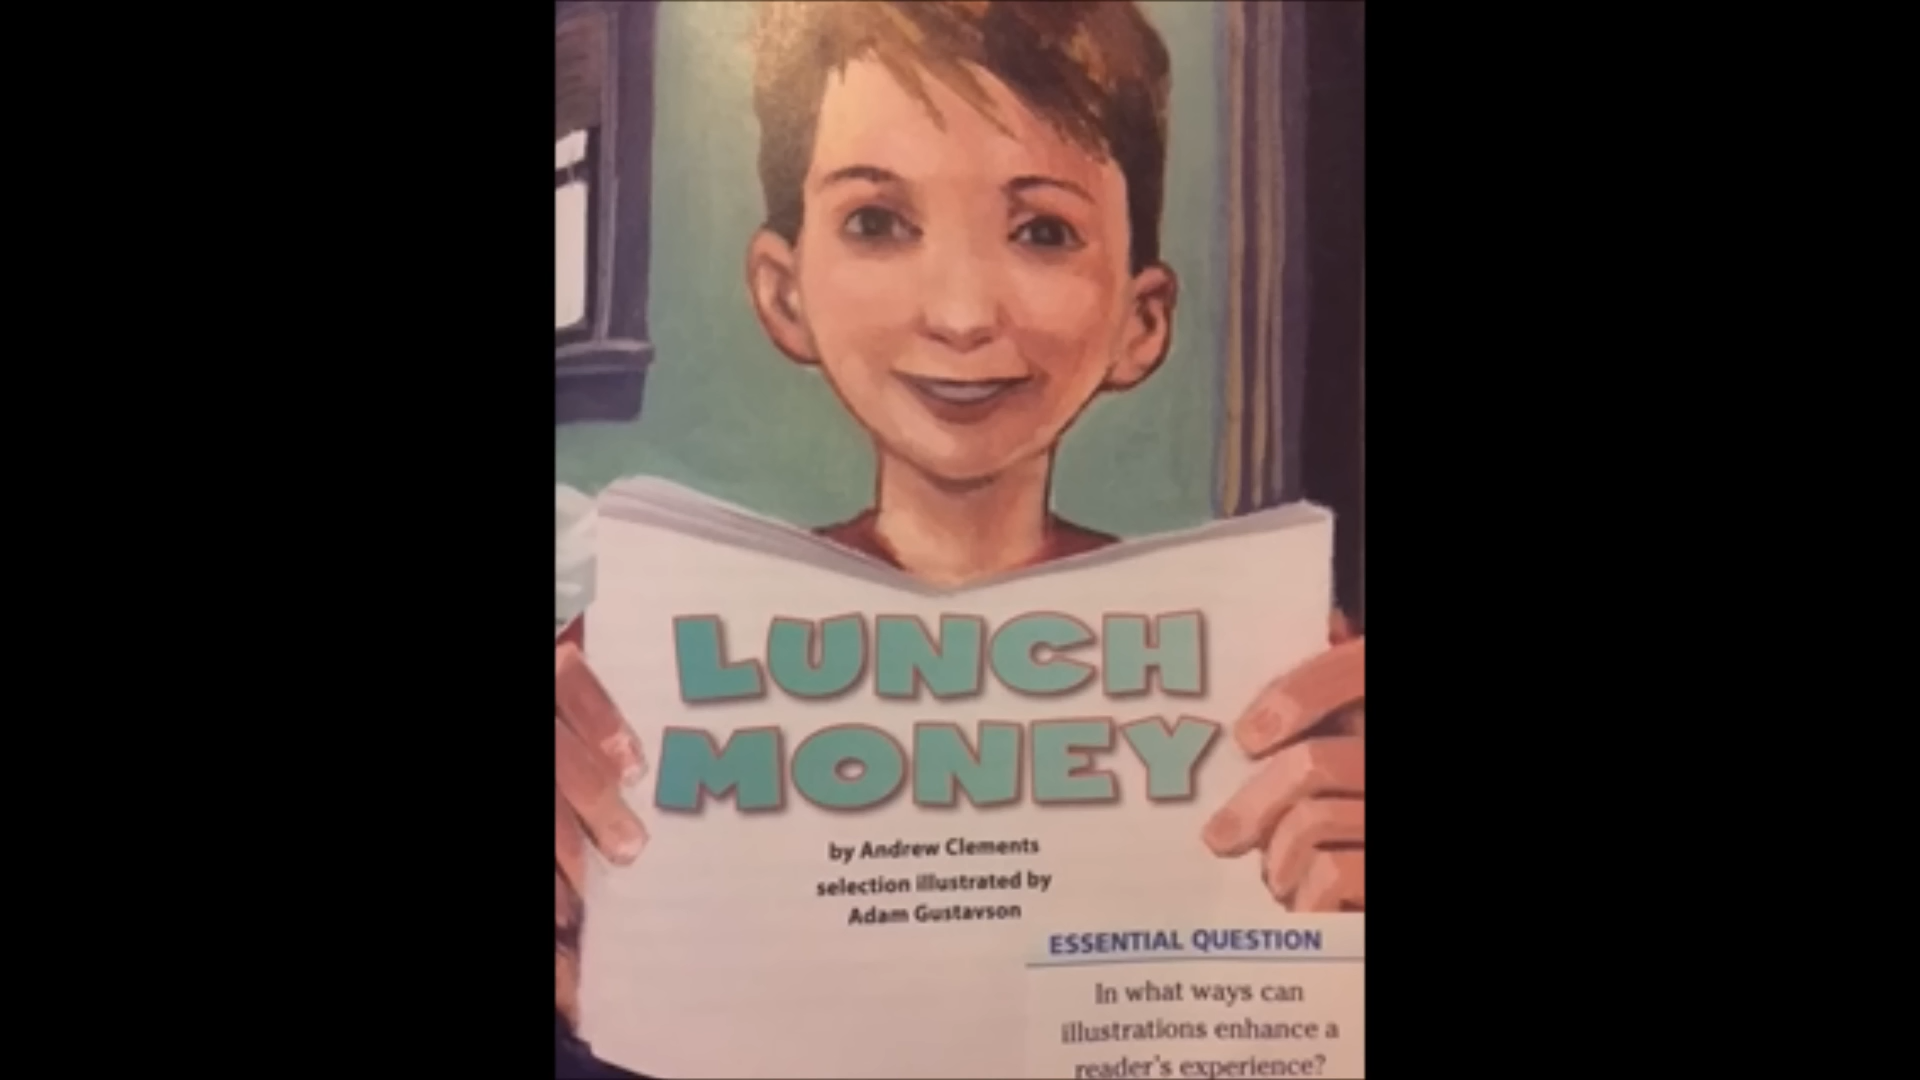 LUNCH
MONEY
by Andrew Clements
selection illustrated by
Adam Gustavson
ESSENTIAL QUESTION
In what ways can
illustrations enhance a
reader's experience?